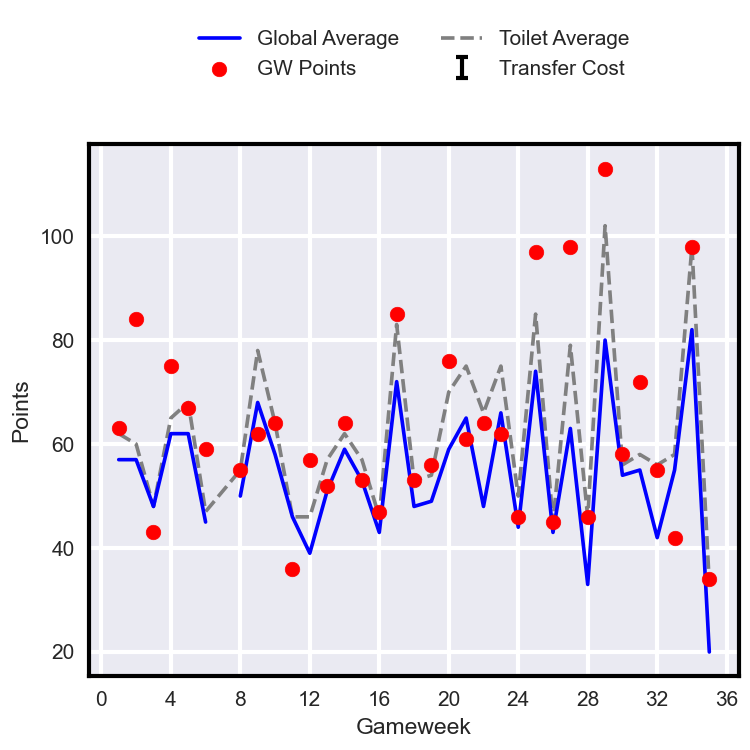 Global Average
Toilet Average
GW Points
Transfer Cost
100
80
60
40
20
Points
0 4 8 12 16 20 24 28 32 36
Gameweek